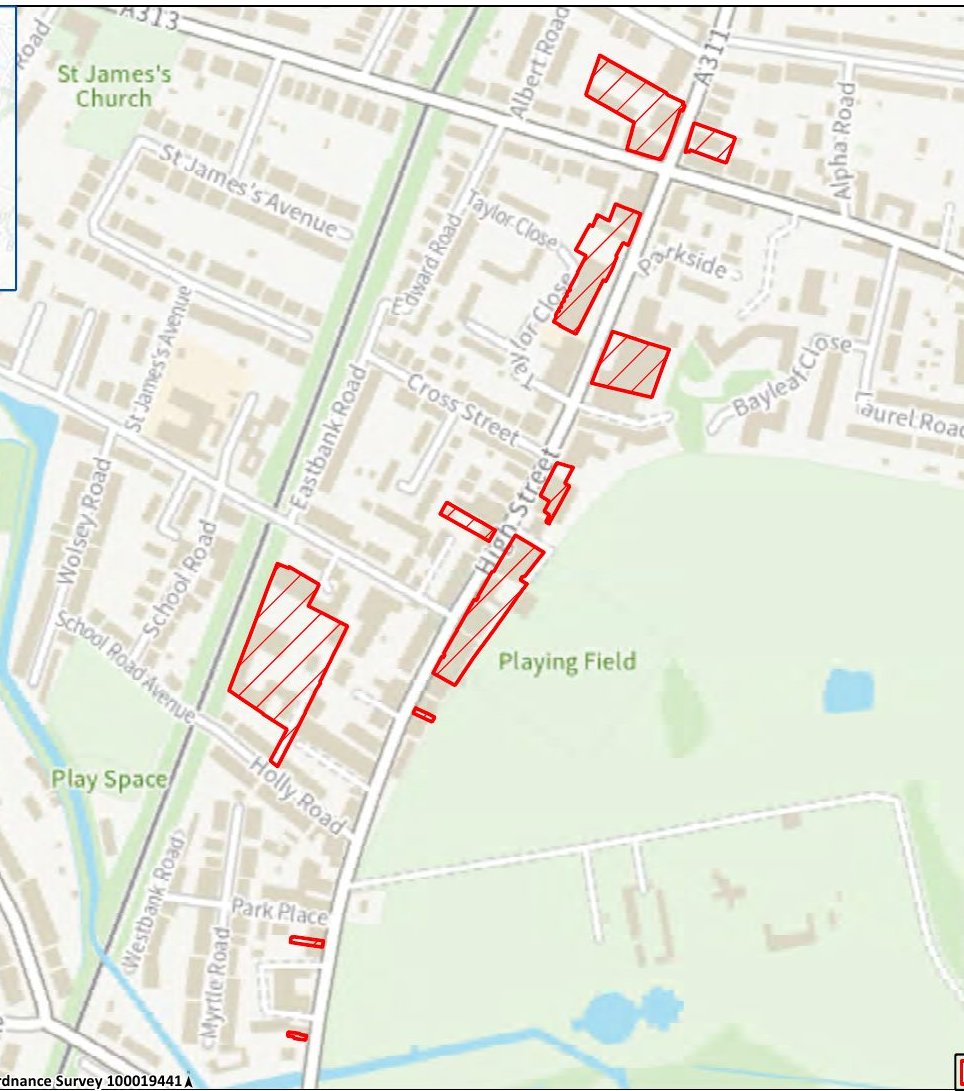 A313
Road
St James's
Church
Albert Road
A311
Alpha Road
St James's Avenue
Taylor Close
Edward Road
Parkside
Taylor Close
St James's Avenue
Bayleaf Close
Laurel Road
Cross Street
Eastbank Road
High Street
Wolsey Road
School Road
School Road Avenue
Playing Field
Play Space
Holly Road
Westbank Road
Park Place
Myrtle Road
rdnance Survey 100019441